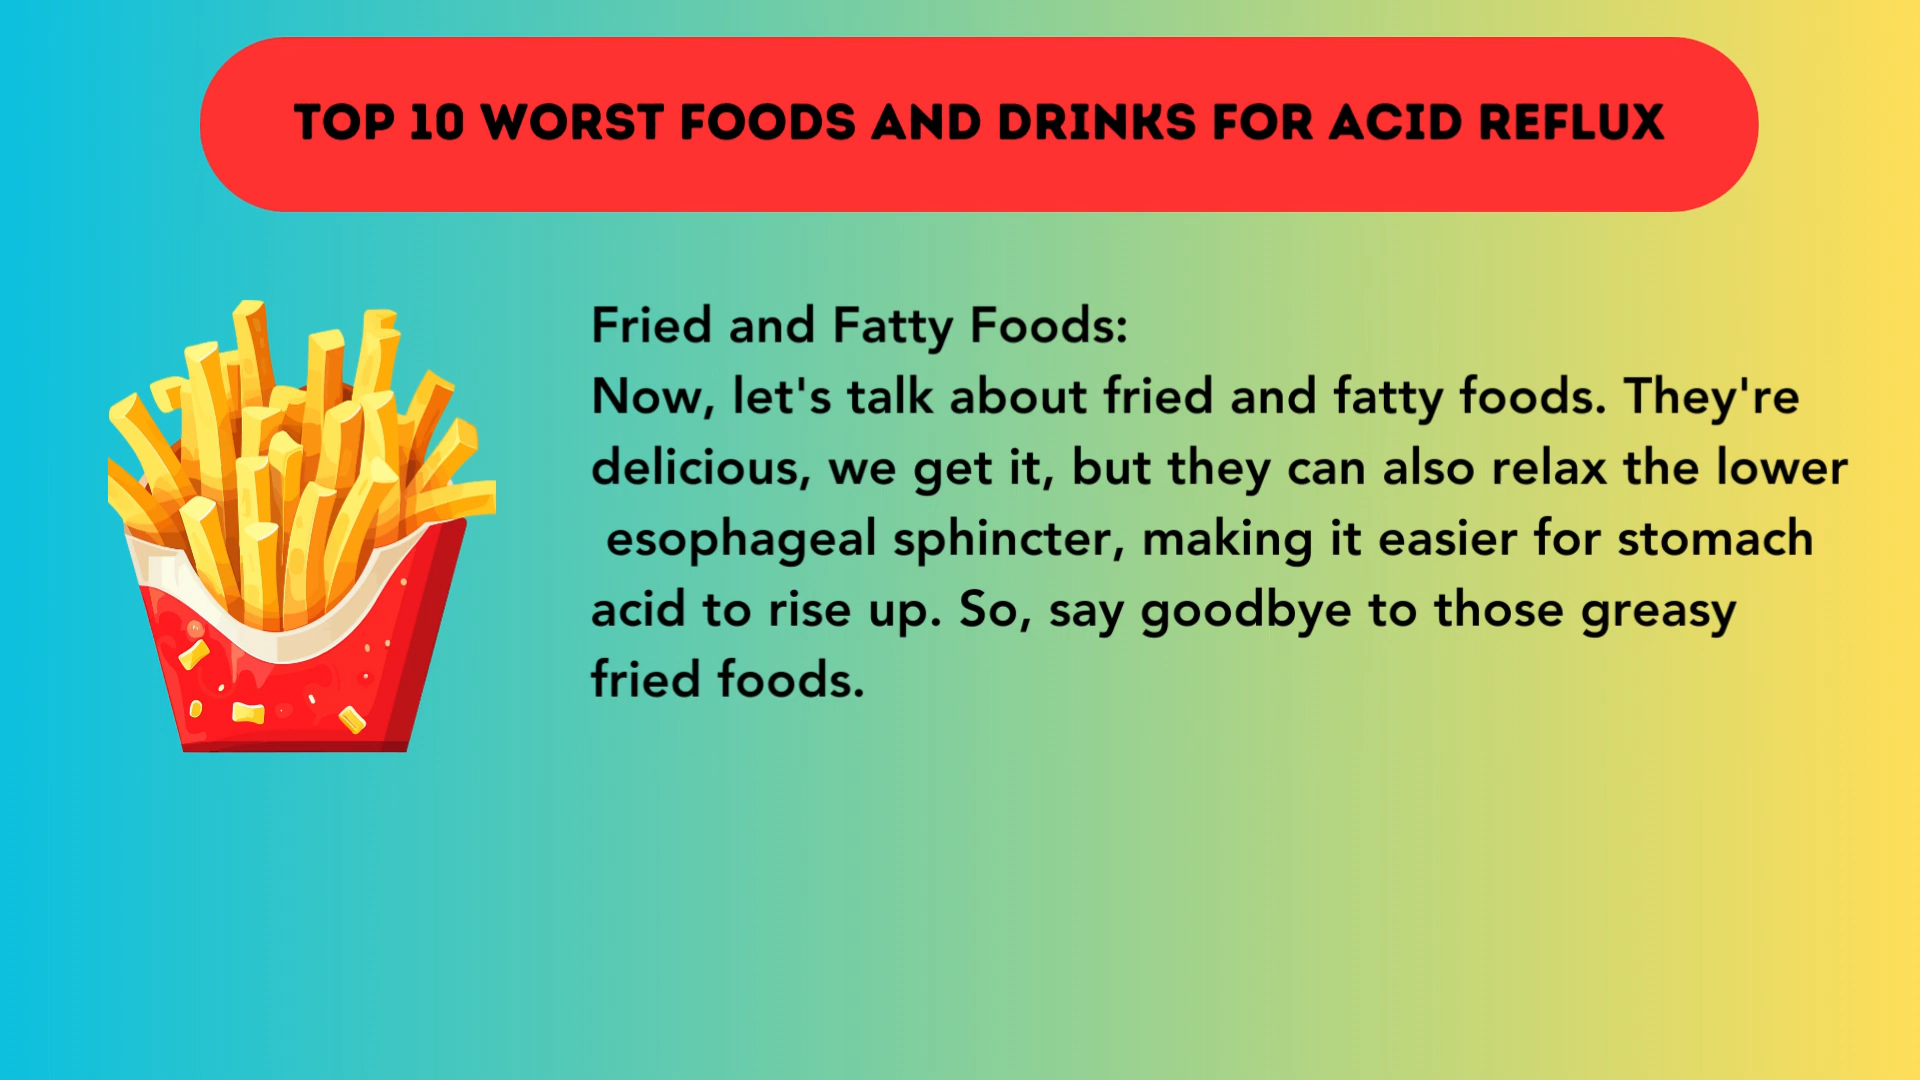 TOP 10 WORST FOODS AND DRINKS FOR ACID REFLUX
Fried and Fatty Foods:
Now, let's talk about fried and fatty foods. They're
delicious, we get it, but they can also relax the lower
esophageal sphincter, making it easier for stomach
acid to rise up. So, say goodbye to those greasy
fried foods.